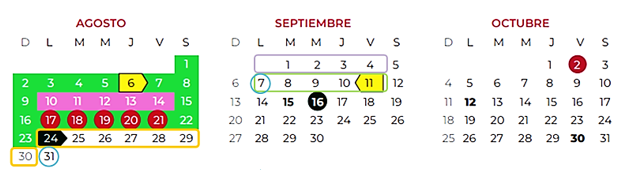 AGOSTO
D L M M J V S
1
2 3 4 5 6 7 8
9 10 11 12 13 14 15
16 17 18 19 20 21 22
23 24 25 26 27 28 29
30 31
SEPTIEMBRE
D L M M J V S
1 2 3 4 5
6 7 8 9 10 11 12
13 14 15 16 17 18 19
20 21 22 23 24 25 26
27 28 29 30
OCTUBRE
D L M M J V S
1 2 3
4 5 6 7 8 9 10
11 12 13 14 15 16 17
18 19 20 21 22 23 24
25 26 27 28 29 30 31